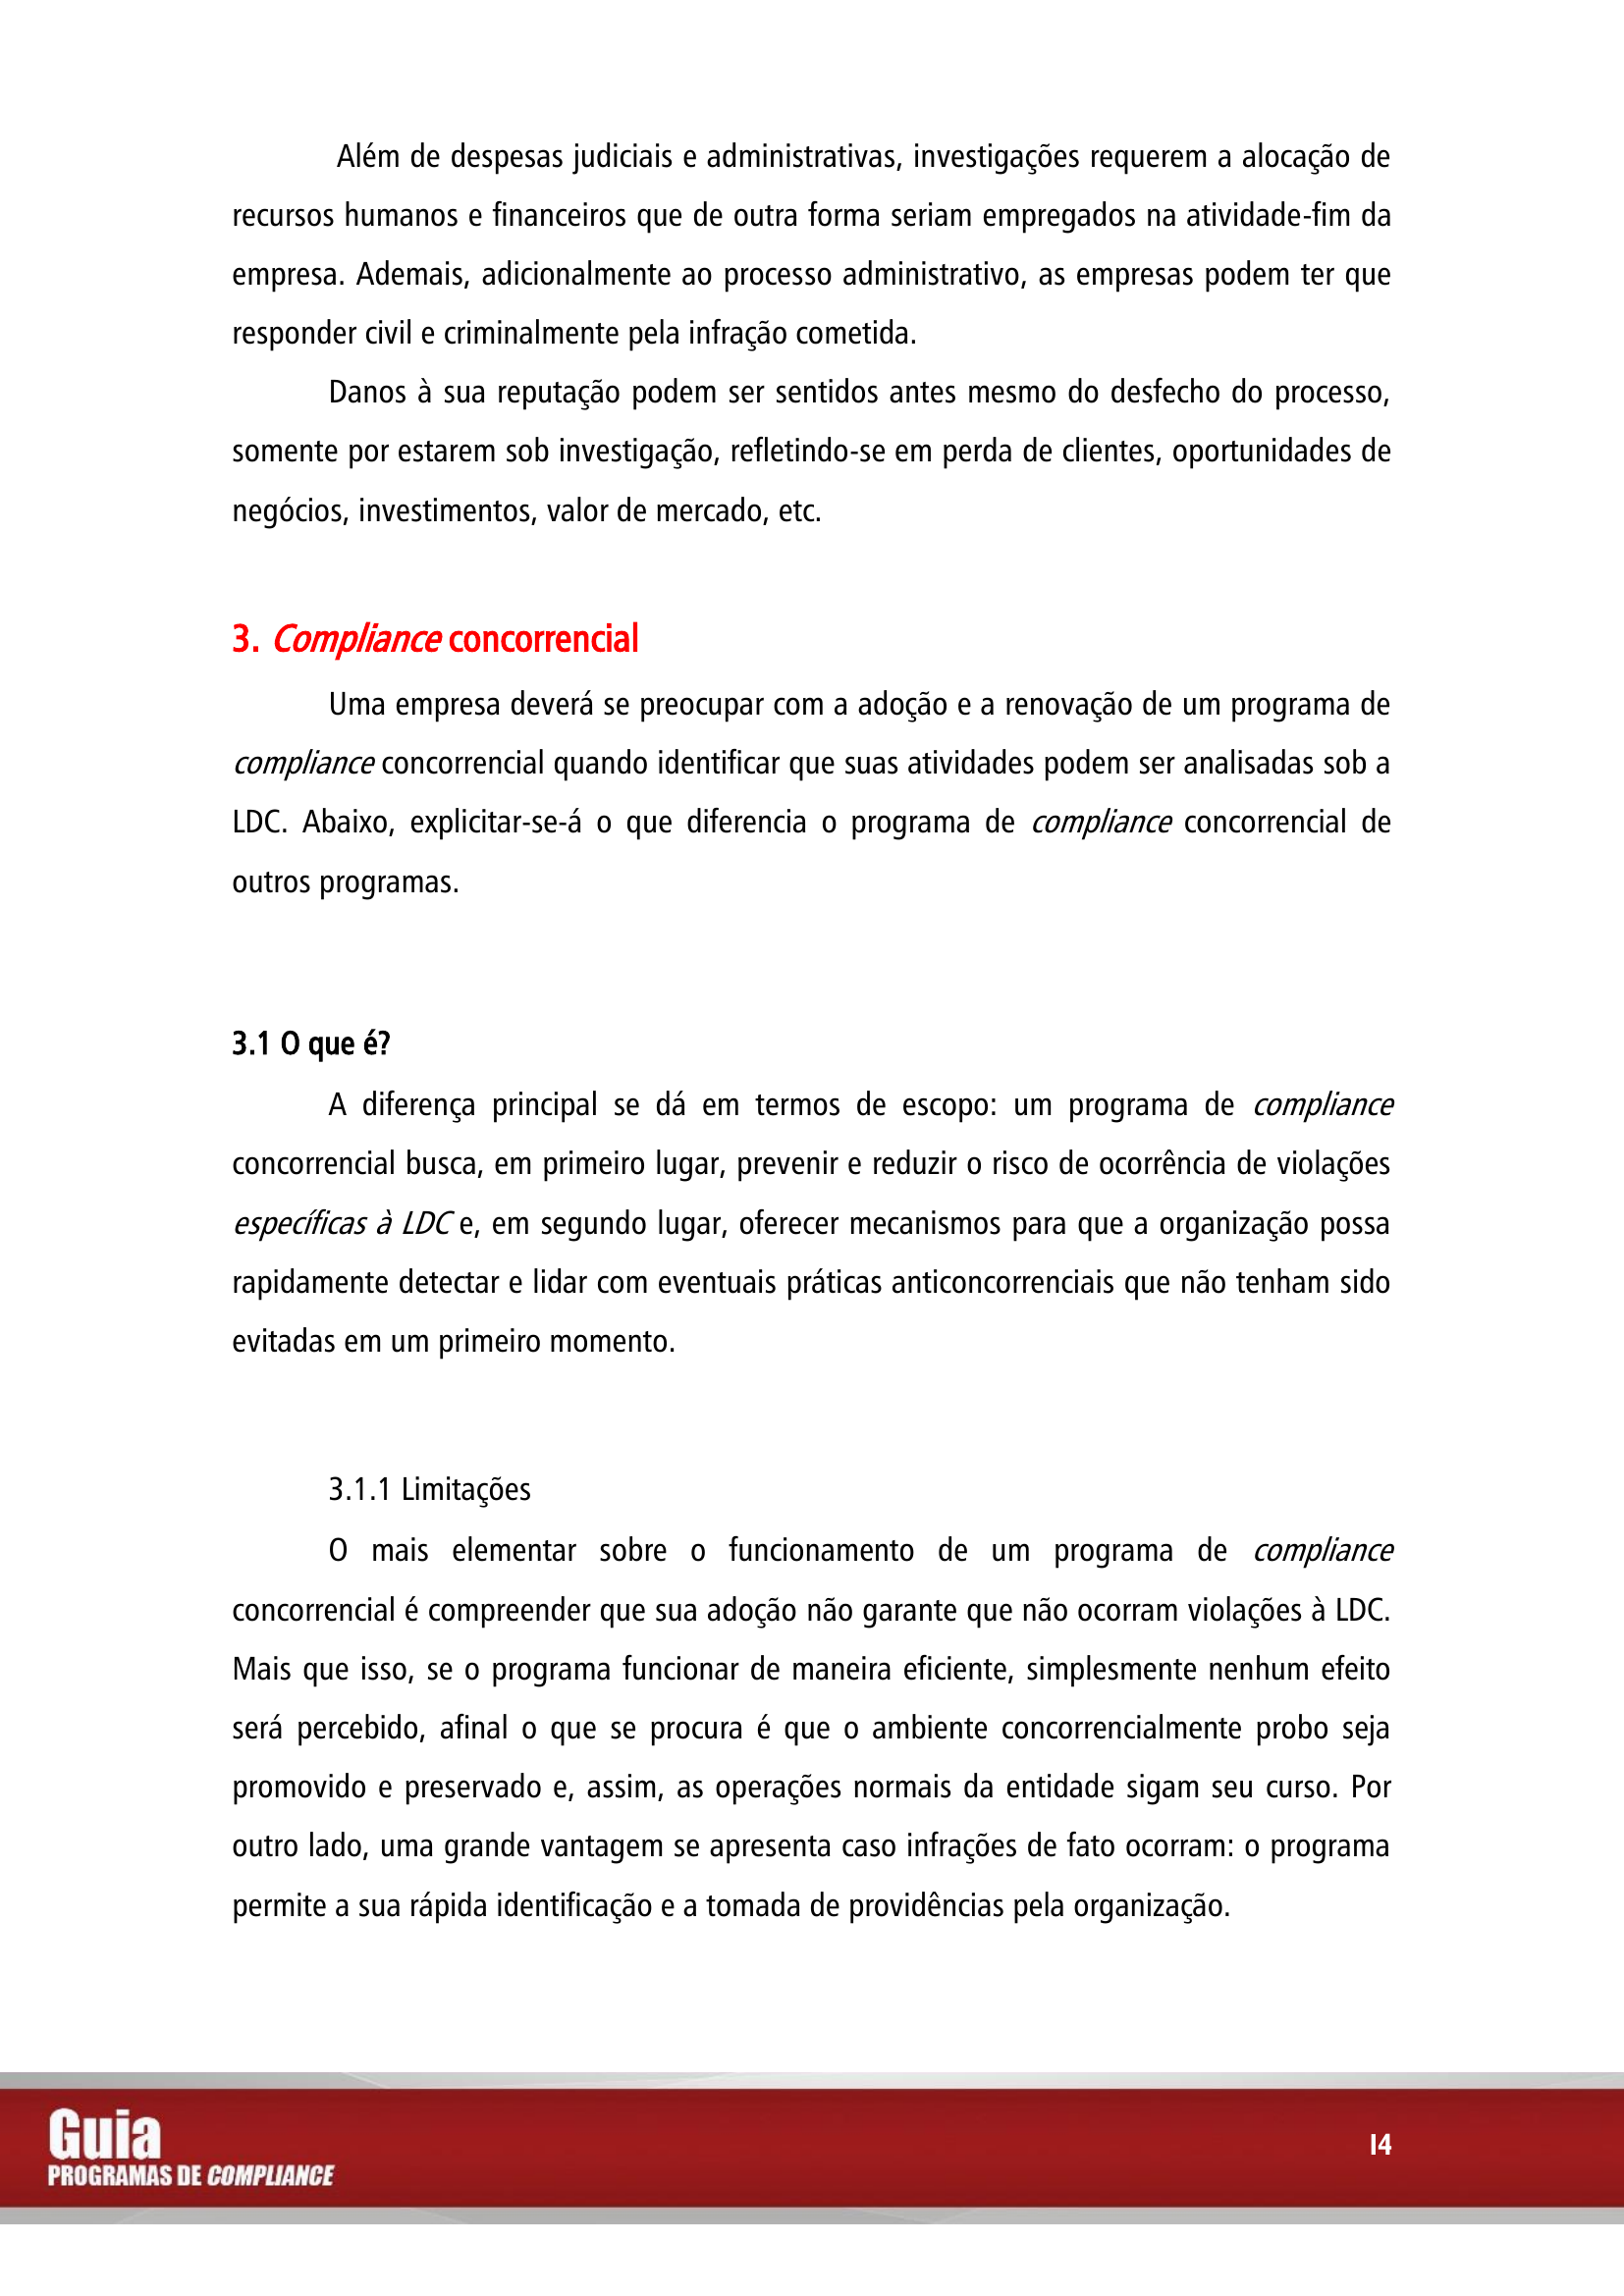 Além de despesas judiciais e administrativas, investigações requerem a alocação de
recursos humanos e financeiros que de outra forma seriam empregados na atividade-fim da
empresa. Ademais, adicionalmente ao processo administrativo, as empresas podem ter que
responder civil e criminalmente pela infração cometida.
Danos à sua reputação podem ser sentidos antes mesmo do desfecho do processo,
somente por estarem sob investigação, refletindo-se em perda de clientes, oportunidades de
negócios, investimentos, valor de mercado, etc.
3. Compliance concorrencial
Uma empresa deverá se preocupar com a adoção e a renovação de um programa de
compliance concorrencial quando identificar que suas atividades podem ser analisadas sob a
LDC. Abaixo, explicitar-se-á o que diferencia o programa de compliance concorrencial de
outros programas.
3.1 O que é?
A diferença principal se dá em termos de escopo: um programa de compliance
concorrencial busca, em primeiro lugar, prevenir e reduzir o risco de ocorrência de violações
específicas à LDC e, em segundo lugar, oferecer mecanismos para que a organização possa
rapidamente detectar e lidar com eventuais práticas anticoncorrenciais que não tenham sido
evitadas em um primeiro momento.
3.1.1 Limitações
O mais elementar sobre o funcionamento de um programa de compliance
concorrencial é compreender que sua adoção não garante que não ocorram violações à LDC.
Mais que isso, se o programa funcionar de maneira eficiente, simplesmente nenhum efeito
será percebido, afinal o que se procura é que o ambiente concorrencialmente probo seja
promovido e preservado e, assim, as operações normais da entidade sigam seu curso. Por
outro lado, uma grande vantagem se apresenta caso infrações de fato ocorram: o programa
permite a sua rápida identificação e a tomada de providências pela organização.
Guia
PROGRAMAS DE COMPLIANCE
14